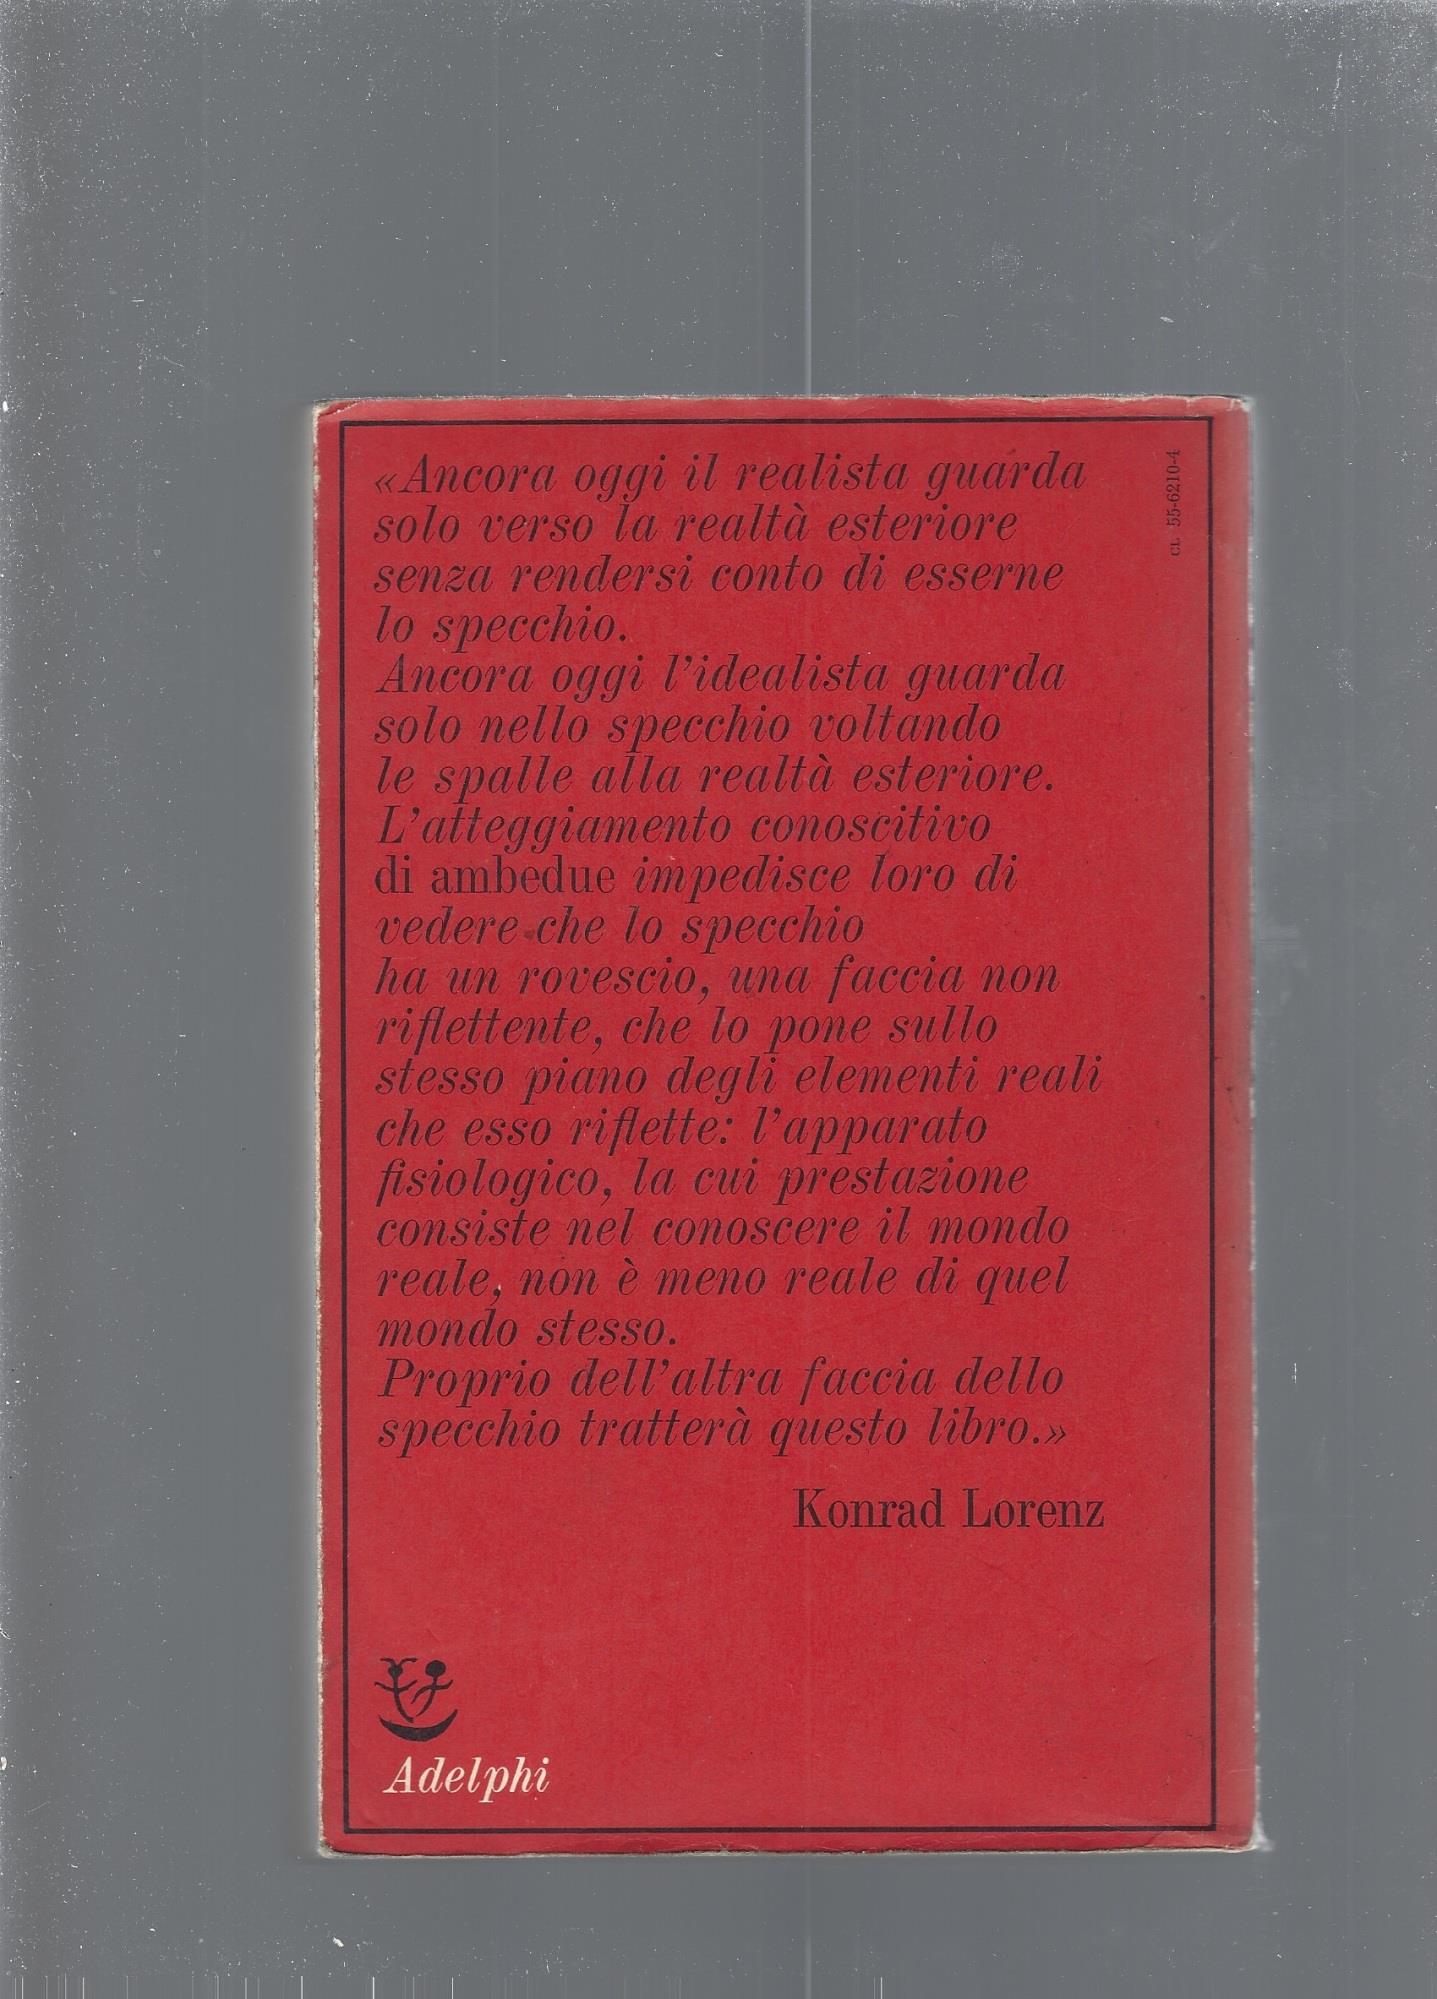 «Ancora oggi il realista guarda
solo verso la realtà esteriore
senza rendersi conto di esserne
lo specchio.
Ancora oggi l'idealista guarda
solo nello specchio voltando
le spalle alla realtà esteriore.
L'atteggiamento conoscitivo
di ambedue impedisce loro di
vedere che lo specchio
ha un rovescio, una faccia non
riflettente, che lo pone sullo
stesso piano degli elementi reali
che esso riflette: l'apparato
fisiologico, la cui prestazione
consiste nel conoscere il mondo
reale, non è meno reale di quel
mondo stesso.
Proprio dell'altra faccia dello
specchio tratterà questo libro.»
Konrad Lorenz
Adelphi
CL 55-6210-4